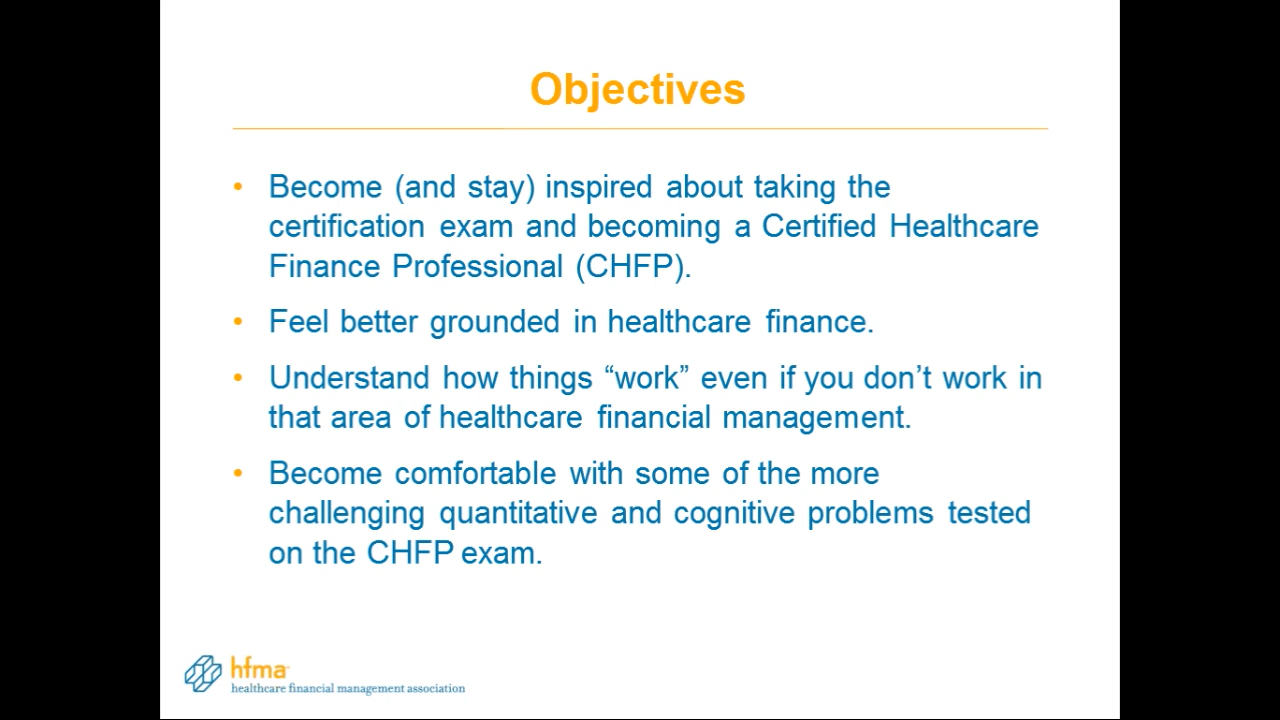 Objectives
• Become (and stay) inspired about taking the
certification exam and becoming a Certified Healthcare
Finance Professional (CHFP).
• Feel better grounded in healthcare finance.
• Understand how things “work” even if you don’t work in
that area of healthcare financial management.
• Become comfortable with some of the more
challenging quantitative and cognitive problems tested
on the CHFP exam.
hfma
healthcare financial management association